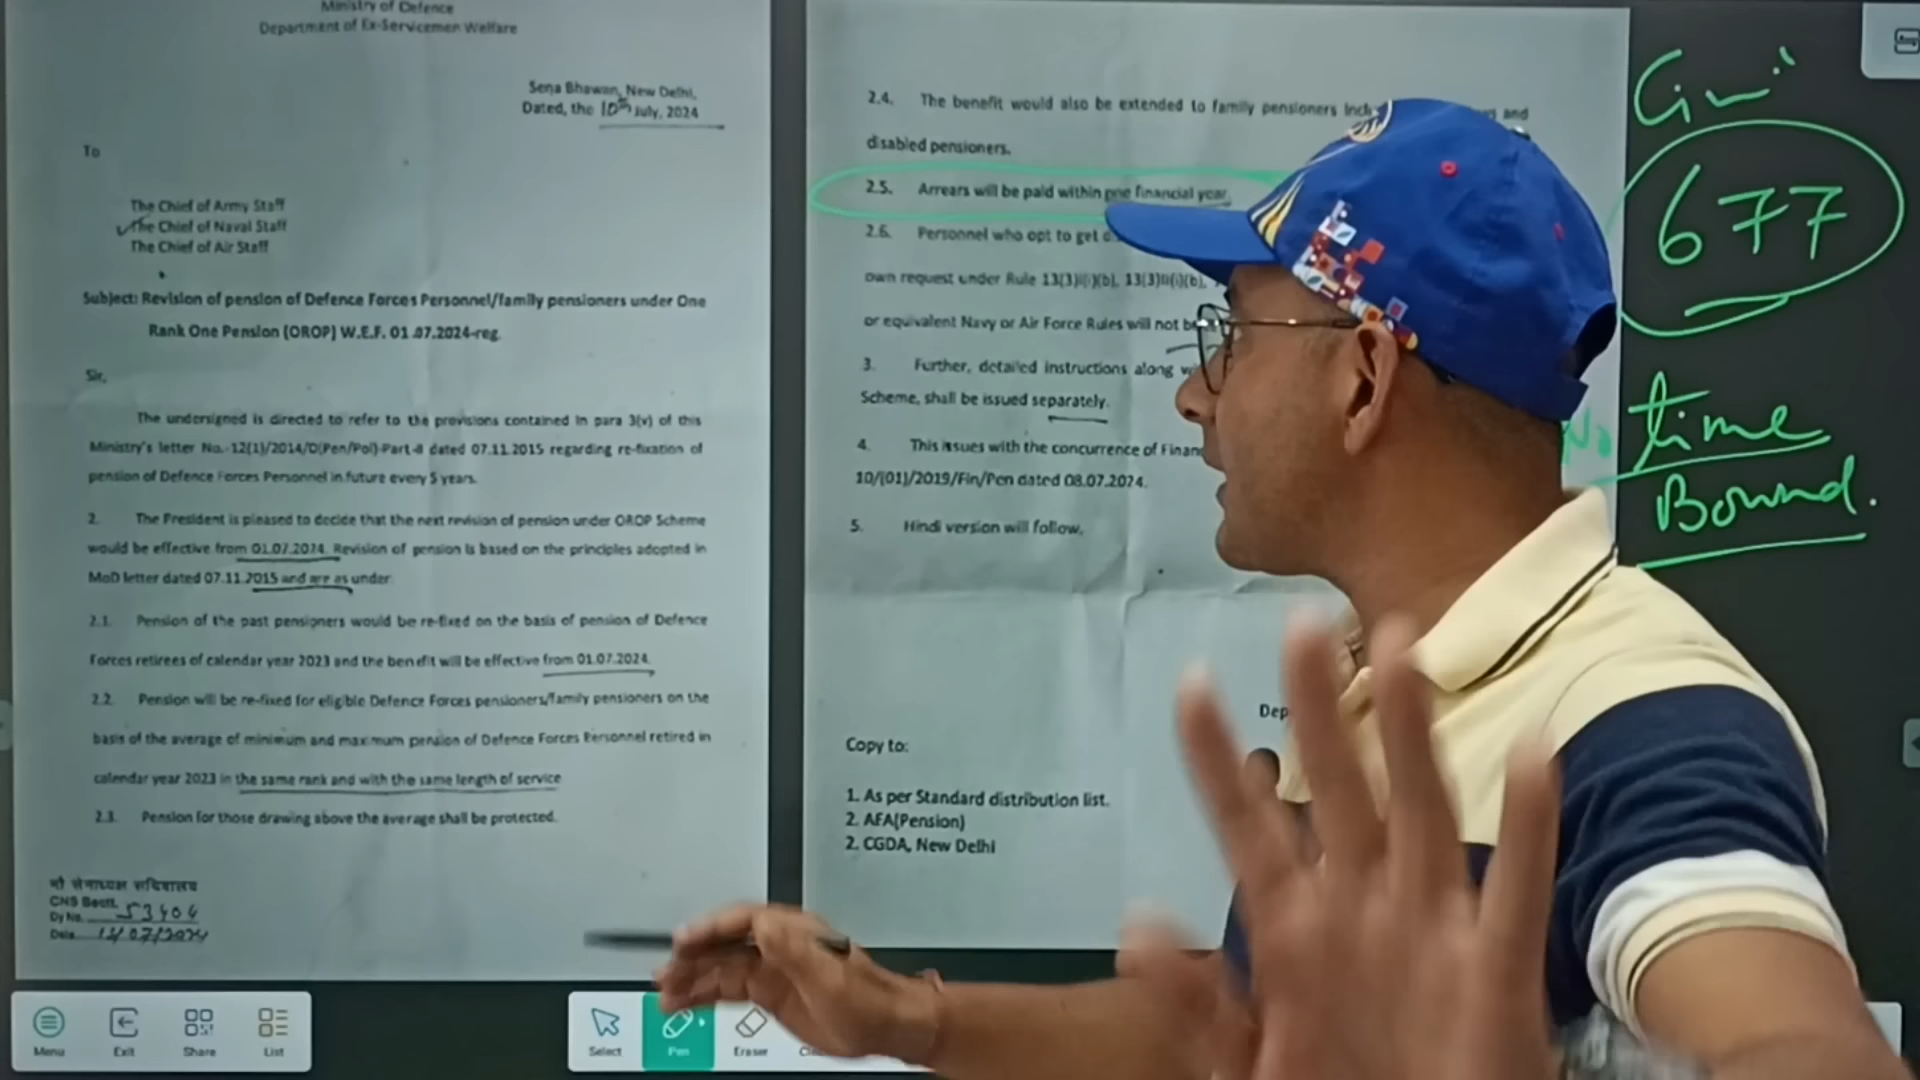 Ministry of Defence
Department of Ex-Servicemen Welfare
Sena Bhawan, New Delhi,
Dated, the 10th July, 2024
To
The Chief of Army Staff
The Chief of Naval Staff
The Chief of Air Staff
Subject: Revision of pension of Defence Forces Personnel/family pensioners under One
Rank One Pension (OROP) W.E.F. 01.07.2024-reg.
Sir,
The undersigned is directed to refer to the provisions contained in para 3(v) of this
Ministry's letter No.-12(1)/2014/D(Pen/Pol)-Part-II dated 07.11.2015 regarding re-fixation of
pension of Defence Forces Personnel in future every 5 years.
2. The President is pleased to decide that the next revision of pension under OROP Scheme
would be effective from 01.07.2024. Revision of pension is based on the principles adopted in
MoD letter dated 07.11.2015 and are as under:
2.1. Pension of the past pensioners would be re-fixed on the basis of pension of Defence
Forces retirees of calendar year 2023 and the benefit will be effective from 01.07.2024.
2.2. Pension will be re-fixed for eligible Defence Forces pensioners/family pensioners on the
basis of the average of minimum and maximum pension of Defence Forces Personnel retired in
calendar year 2023 in the same rank and with the same length of service
2.3. Pension for those drawing above the average shall be protected.
नौ सेनाध्यक्ष सचिवालय
CNS Sectt.
Dy No. 53404
Date 12/07/2024
2.4. The benefit would also be extended to family pensioners and
disabled pensioners.
2.5. Arrears will be paid within one financial year.
2.6. Personnel who opt to get
own request under Rule 13(3)I(i)(b), 13(3)
or equivalent Navy or Air Force Rules will not
3. Further, detailed instructions along
Scheme, shall be issued separately.
4. This issues with the concurrence of
10/(01)/2019/Fin/Pen dated 08.07.2024.
5. Hindi version will follow.
Dep
Copy to:
1. As per Standard distribution list.
2. AFA(Pension)
2. CGDA, New Delhi
677
No time
Bound.
Menu Exit Share List
Select Pen Eraser